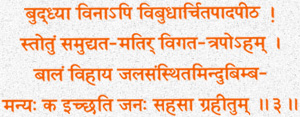 बुद्ध्या विनाऽपि विबुधार्चितपादपीठ !
स्तोतुं समुद्यत-मतिर् विगत-त्रपोऽहम् ।
बालं विहाय जलसंस्थितमिन्दुबिम्ब-
मन्यः क इच्छति जनः सहसा ग्रहीतुम् ॥३॥